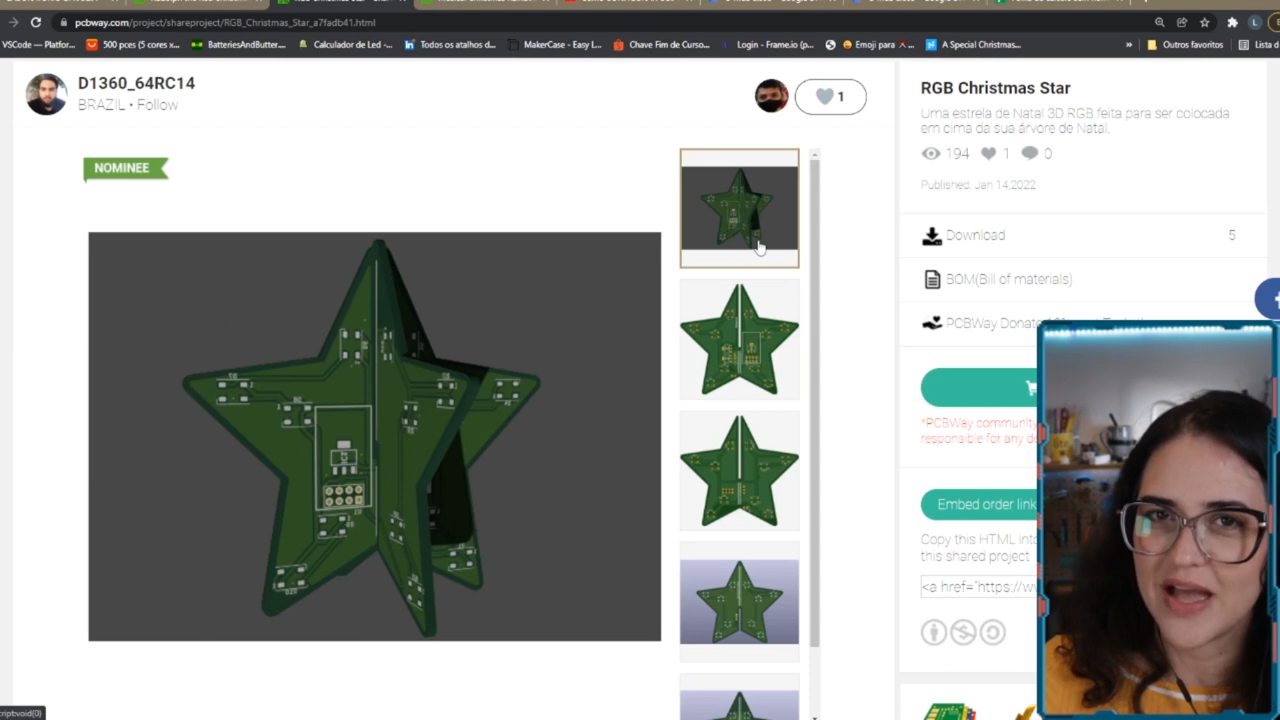 pcbway.com/project/shareproject/RGB_Christmas_Star_a7fadb41.html
VSCode — Platfor...
500 pces (5 cores x...
BatteriesAndButter...
Calculador de Led -...
Todos os atalhos d...
MakerCase - Easy L...
Chave Fim de Curso...
Login - Frame.io (p...
Emoji para
A Special Christmas...
»
Outros favoritos
Lista d
D1360_64RC14
BRAZIL • Follow
1
NOMINEE
RGB Christmas Star
Uma estrela de Natal 3D RGB feita para ser colocada
em cima da sua árvore de Natal.
194
1
0
Published: Jan 14,2022
Download
5
BOM(Bill of materials)
PCBWay Donate
*PCBWay community
responsible for any d
Embed order link
Copy this HTML into
this shared project
<a href="https://w
cript:void(0)